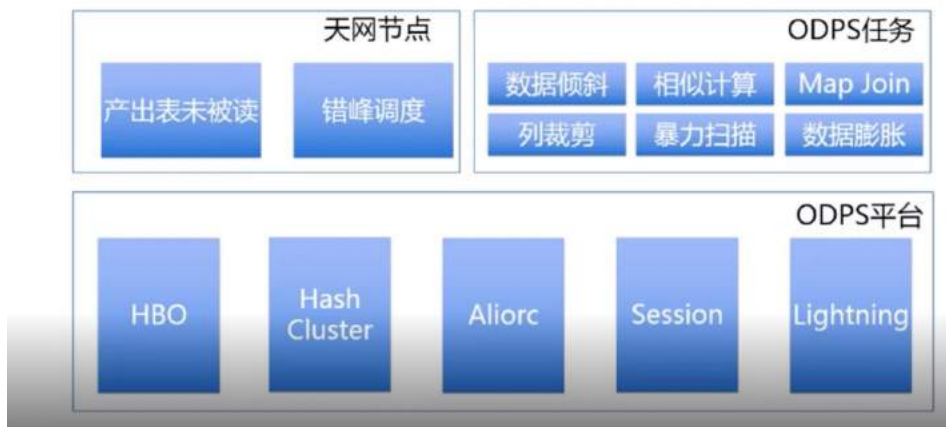 天网节点
产出表未被读
错峰调度
ODPS任务
数据倾斜
相似计算
Map Join
列裁剪
暴力扫描
数据膨胀
ODPS平台
HBO
Hash
Cluster
Aliorc
Session
Lightning